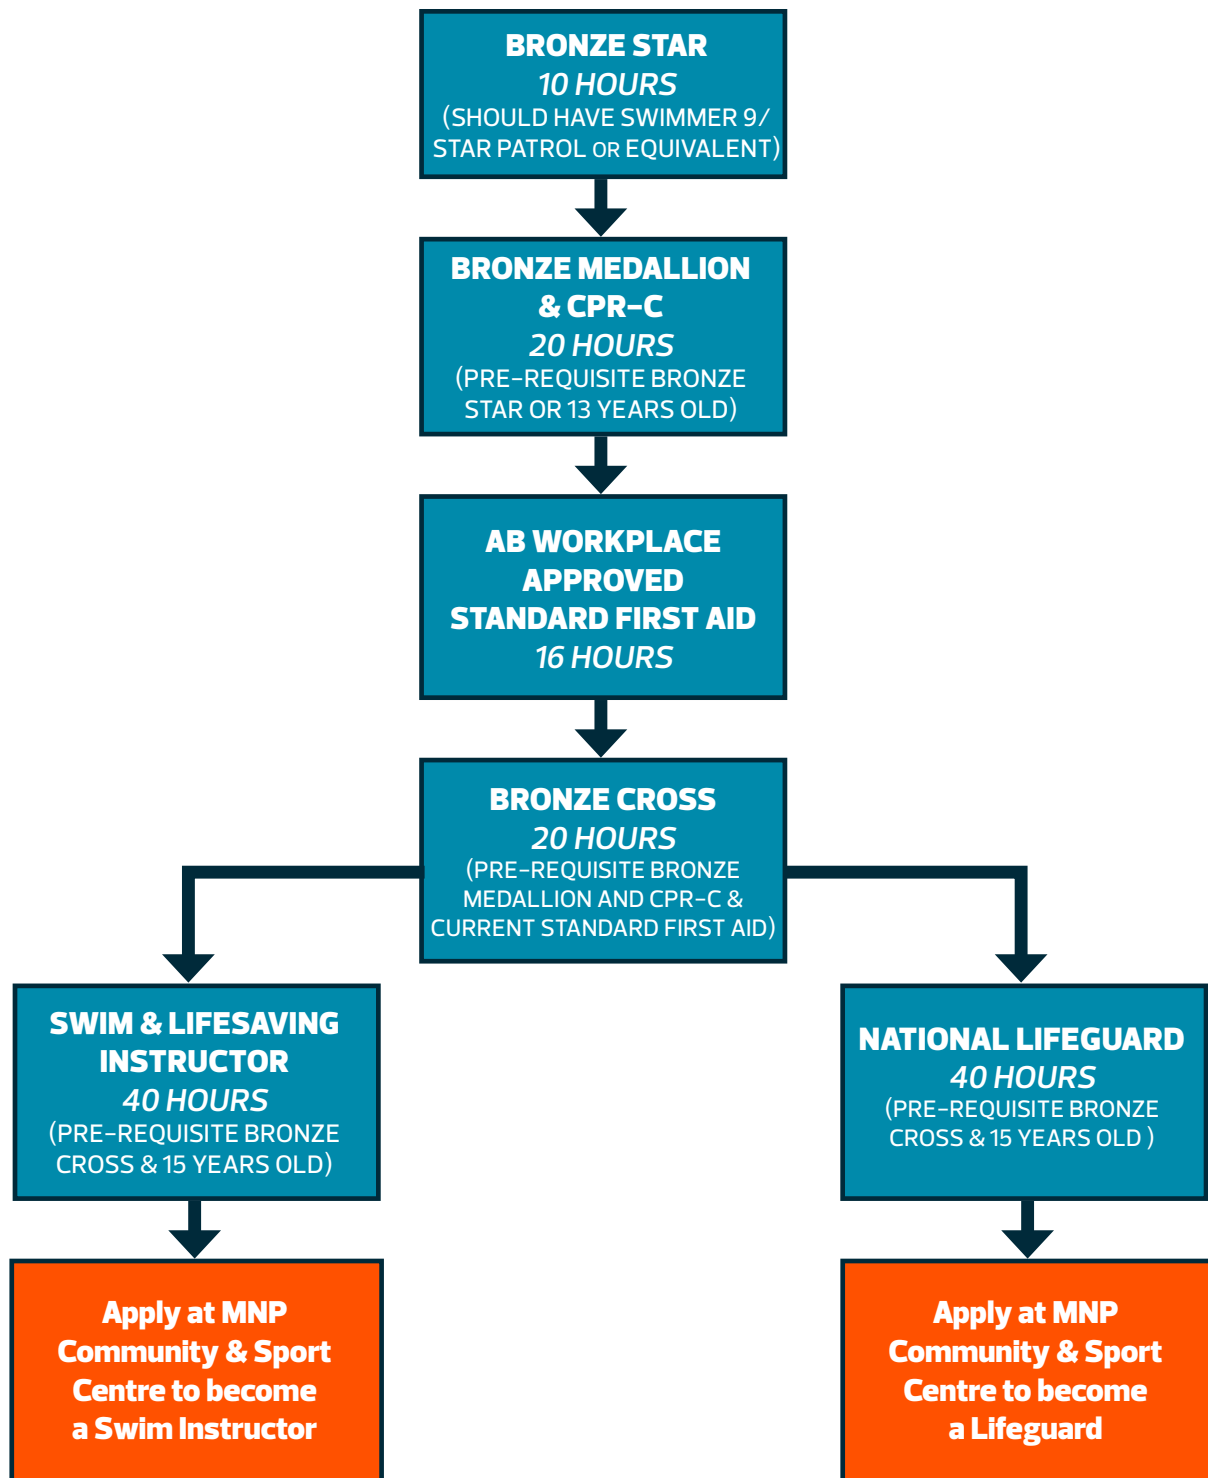 BRONZE STAR
10 HOURS
(SHOULD HAVE SWIMMER 9/
STAR PATROL OR EQUIVALENT)
BRONZE MEDALLION
& CPR-C
20 HOURS
(PRE-REQUISITE BRONZE
STAR OR 13 YEARS OLD)
AB WORKPLACE
APPROVED
STANDARD FIRST AID
16 HOURS
BRONZE CROSS
20 HOURS
(PRE-REQUISITE BRONZE
MEDALLION AND CPR-C &
CURRENT STANDARD FIRST AID)
SWIM & LIFESAVING
INSTRUCTOR
40 HOURS
(PRE-REQUISITE BRONZE
CROSS & 15 YEARS OLD)
NATIONAL LIFEGUARD
40 HOURS
(PRE-REQUISITE BRONZE
CROSS & 15 YEARS OLD )
Apply at MNP
Community & Sport
Centre to become
a Swim Instructor
Apply at MNP
Community & Sport
Centre to become
a Lifeguard